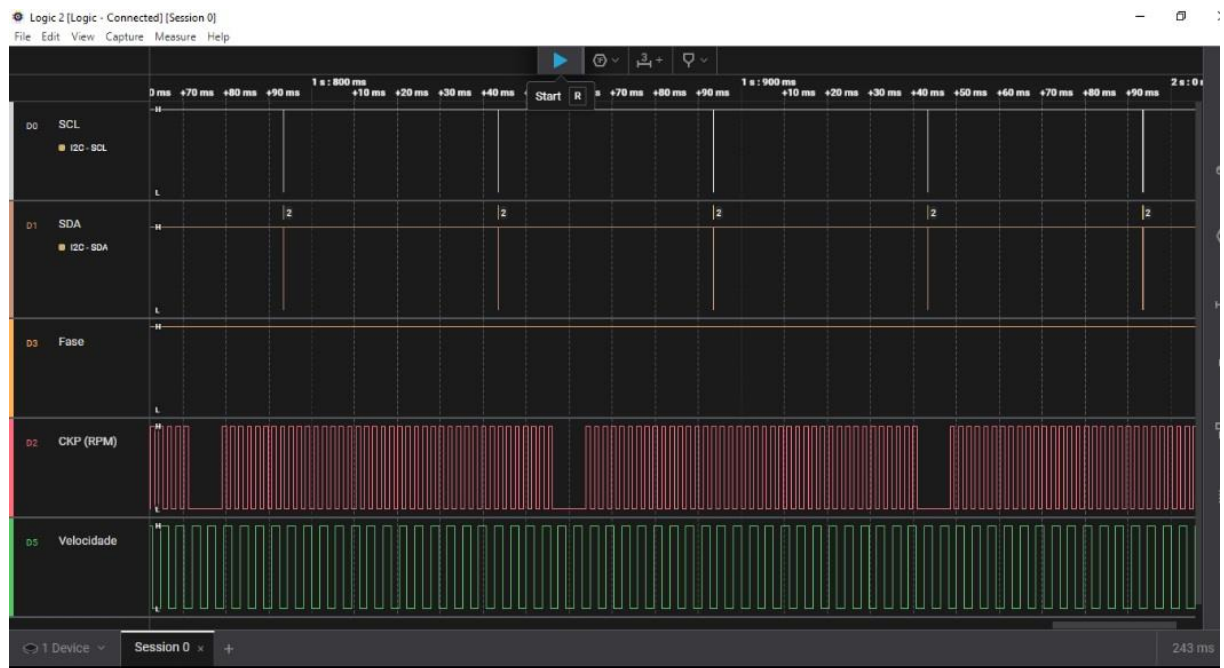 Logic 2 [Logic - Connected] [Session 0]
File Edit View Capture Measure Help
1 s : 800 ms 1 s : 900 ms 2 s : 0
0 ms +70 ms +80 ms +90 ms +10 ms +20 ms +30 ms +40 ms s +70 ms +80 ms +90 ms +10 ms +20 ms +30 ms +40 ms +50 ms +60 ms +70 ms +80 ms +90 ms
Start R
H
D0 SCL
I2C - SCL
L
2 2 2 2 2
D1 SDA
H
I2C - SDA
L
H
D3 Fase
L
H
D2 CKP (RPM)
L
H
D5 Velocidade
L
1 Device Session 0 × + 243 ms